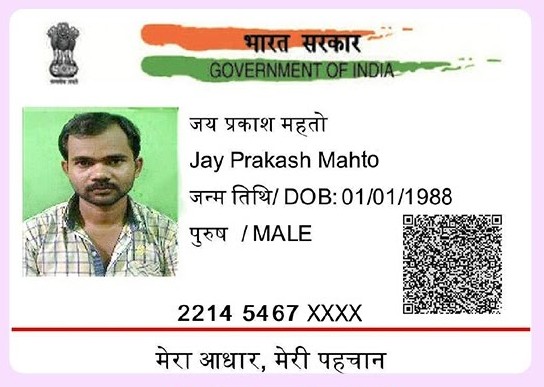 भारत सरकार
GOVERNMENT OF INDIA
जय प्रकाश महतो
Jay Prakash Mahto
जन्म तिथि/ DOB: 01/01/1988
पुरुष / MALE
2214 5467 XXXX
मेरा आधार, मेरी पहचान